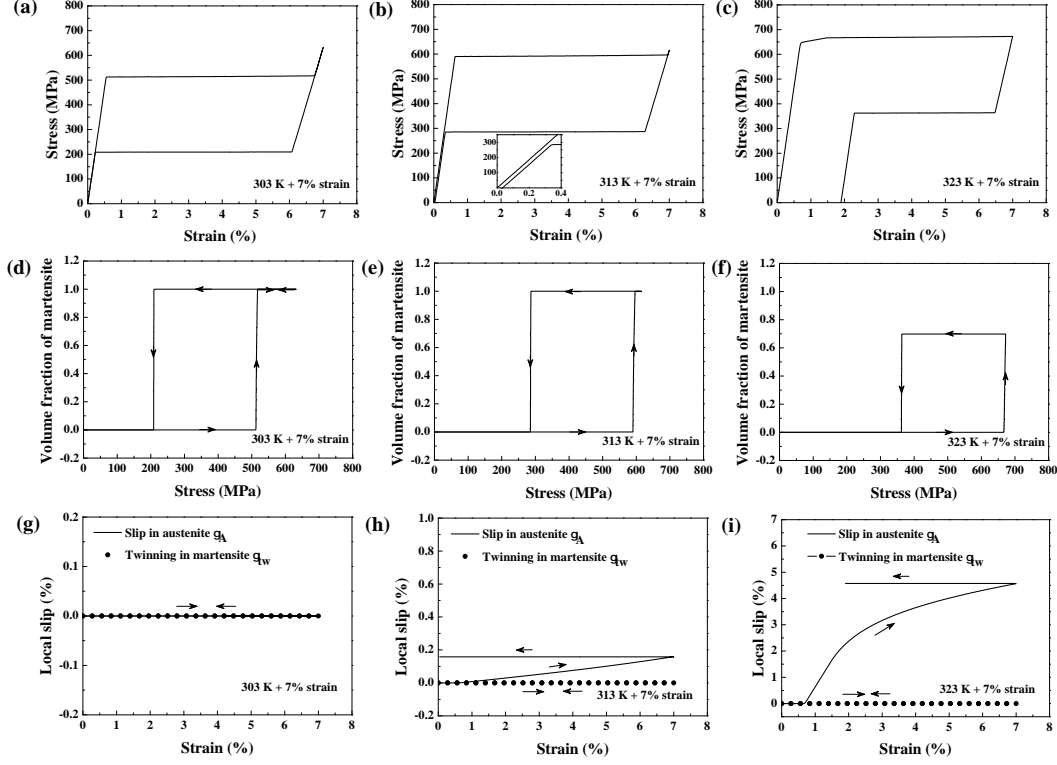 (a)
800
700
600
500
400
300
200
100
0
Stress (MPa)
303 K + 7% strain
0 1 2 3 4 5 6 7 8
Strain (%)
(b)
800
700
600
500
400
300
200
100
0
Stress (MPa)
300
200
100
0
0.0 0.2 0.4
313 K + 7% strain
0 1 2 3 4 5 6 7 8
Strain (%)
(c)
800
700
600
500
400
300
200
100
0
Stress (MPa)
323 K + 7% strain
0 1 2 3 4 5 6 7 8
Strain (%)
(d)
1.2
1.0
0.8
0.6
0.4
0.2
0.0
-0.2
Volume fraction of martensite
303 K + 7% strain
0 100 200 300 400 500 600 700 800
Stress (MPa)
(e)
1.2
1.0
0.8
0.6
0.4
0.2
0.0
-0.2
Volume fraction of martensite
313 K + 7% strain
0 100 200 300 400 500 600 700 800
Stress (MPa)
(f)
1.2
1.0
0.8
0.6
0.4
0.2
0.0
-0.2
Volume fraction of martensite
323 K + 7% strain
0 100 200 300 400 500 600 700 800
Stress (MPa)
(g)
0.2
0.1
0.0
-0.1
-0.2
Local slip (%)
Slip in austenite gA
Twinning in martensite gtw
303 K + 7% strain
0 1 2 3 4 5 6 7 8
Strain (%)
(h)
1.0
0.8
0.6
0.4
0.2
0.0
-0.2
Local slip (%)
Slip in austenite gA
Twinning in martensite gtw
313 K + 7% strain
0 1 2 3 4 5 6 7 8
Strain (%)
(i)
7
6
5
4
3
2
1
0
Local slip (%)
Slip in austenite gA
Twinning in martensite gtw
323 K + 7% strain
0 1 2 3 4 5 6 7 8
Strain (%)